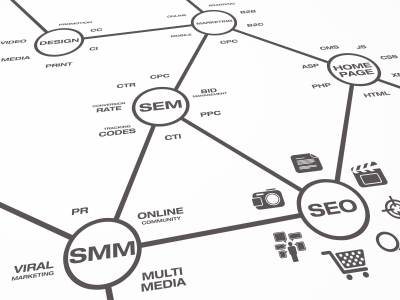 BRANDING
ONLINE
MARKETING
B2B
B2C
MOBILE
CPC
PROMOTION
CC
VIDEO
DESIGN
CI
MEDIA
PRINT
CMS
JS
CSS
ASP
HOME
PAGE
PHP
HTML
CTR
CPC
BID
MANAGEMENT
CONVERSION
RATE
SEM
PPC
TRACKING
CODES
CTI
SEO
PR
ONLINE
COMMUNITY
SMM
VIRAL
MARKETING
MULTI
MEDIA